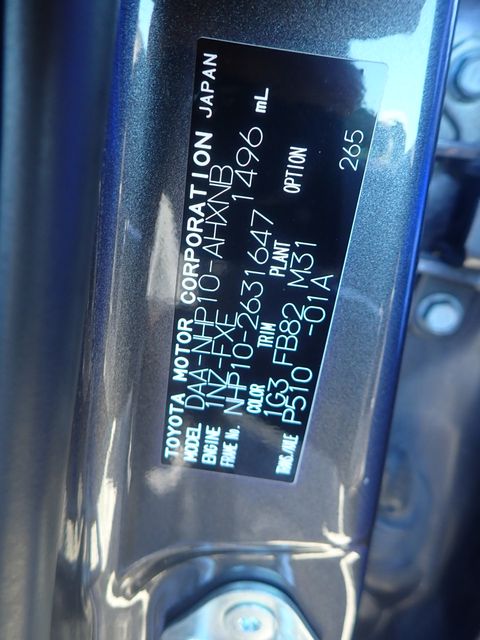 TOYOTA MOTOR CORPORATION JAPAN
MODEL DAA-NHP10-AHXNB
ENGINE 1NZ-FXE 1496 mL
FRAME No. NHP10-2631647
COLOR TRIM PLANT OPTION
1G3 FB82 M31
TRANS./AXLE P510 -01A 265